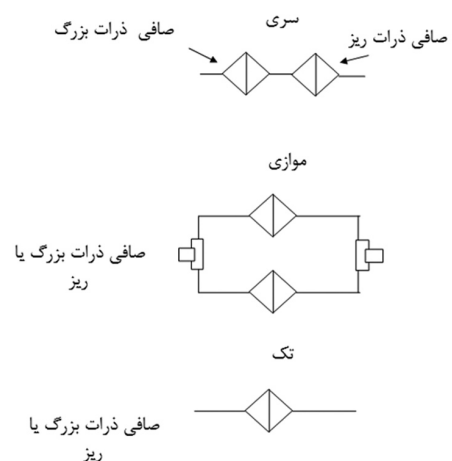 سری
صافی ذرات بزرگ
صافی ذرات ریز
موازی
صافی ذرات بزرگ یا
ریز
تک
صافی ذرات بزرگ یا
ریز